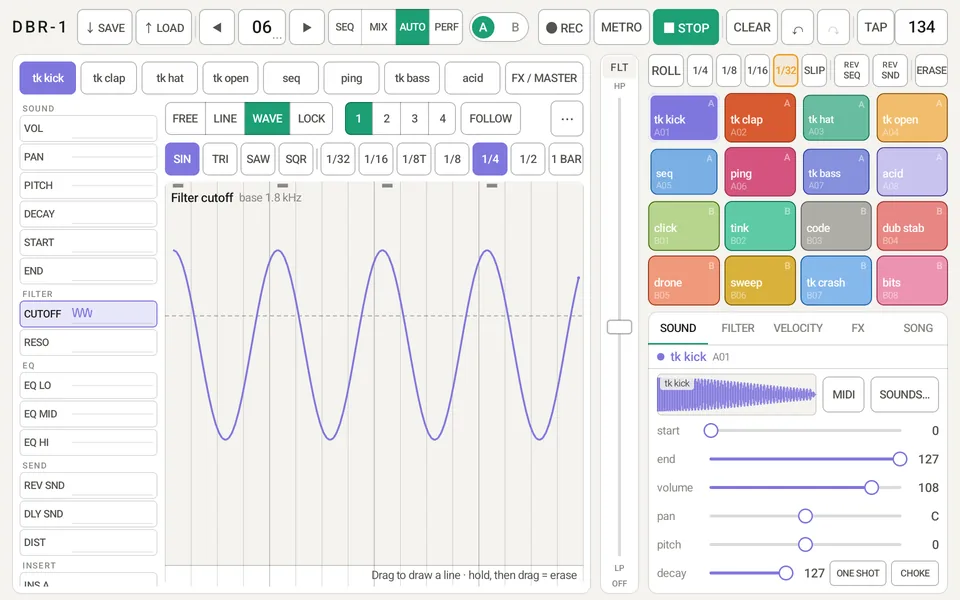 DBR-1 ↓ SAVE ↑ LOAD ◀ 06... ▶ SEQ MIX AUTO PERF A B REC METRO STOP CLEAR TAP 134
tk kick tk clap tk hat tk open seq ping tk bass acid FX / MASTER
FLT
HP
LP
OFF
ROLL 1/4 1/8 1/16 1/32 SLIP REV SEQ REV SND ERASE
SOUND
VOL
PAN
PITCH
DECAY
START
END
FILTER
CUTOFF
RESO
EQ
EQ LO
EQ MID
EQ HI
SEND
REV SND
DLY SND
DIST
INSERT
INS A
FREE LINE WAVE LOCK 1 2 3 4 FOLLOW ...
SIN TRI SAW SQR 1/32 1/16 1/8T 1/8 1/4 1/2 1 BAR
Filter cutoff base 1.8 kHz
Drag to draw a line · hold, then drag = erase
tk kick A A01
tk clap A A02
tk hat A A03
tk open A A04
seq A A05
ping A A06
tk bass A A07
acid A A08
click B B01
tink B B02
code B B03
dub stab B B04
drone B B05
sweep B B06
tk crash B B07
bits B B08
SOUND FILTER VELOCITY FX SONG
tk kick A01
tk kick MIDI SOUNDS...
start 0
end 127
volume 108
pan C
pitch 0
decay 127 ONE SHOT CHOKE